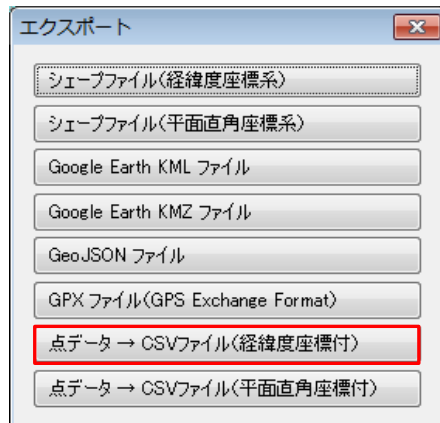 エクスポート
シェープファイル(経緯度座標系)
シェープファイル(平面直角座標系)
Google Earth KML ファイル
Google Earth KMZ ファイル
GeoJSON ファイル
GPX ファイル(GPS Exchange Format)
点データ → CSVファイル(経緯度座標付)
点データ → CSVファイル(平面直角座標付)